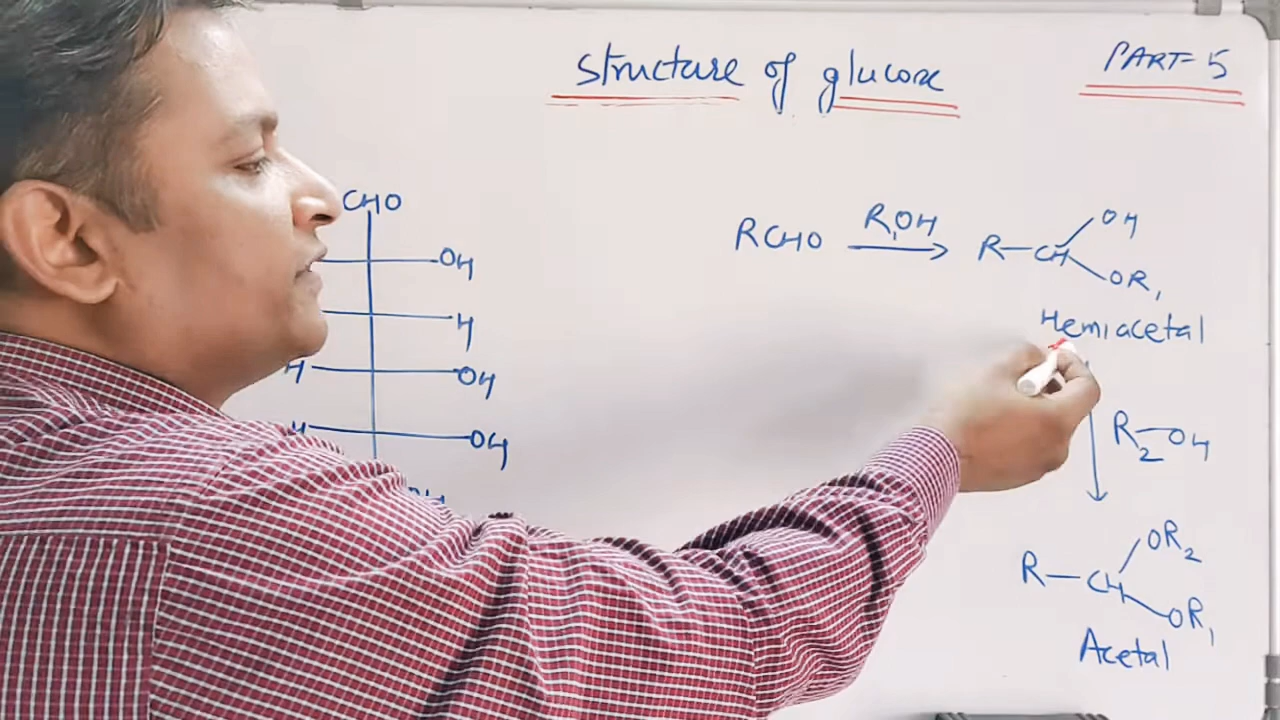 structure of glucose
PART-5
CHO
OH
H
H OH
H OH
RCHO R₁OH → R-CH OH OR₁
Hemiacetal
R₂-OH
R-CH OR₂ OR₁
Acetal